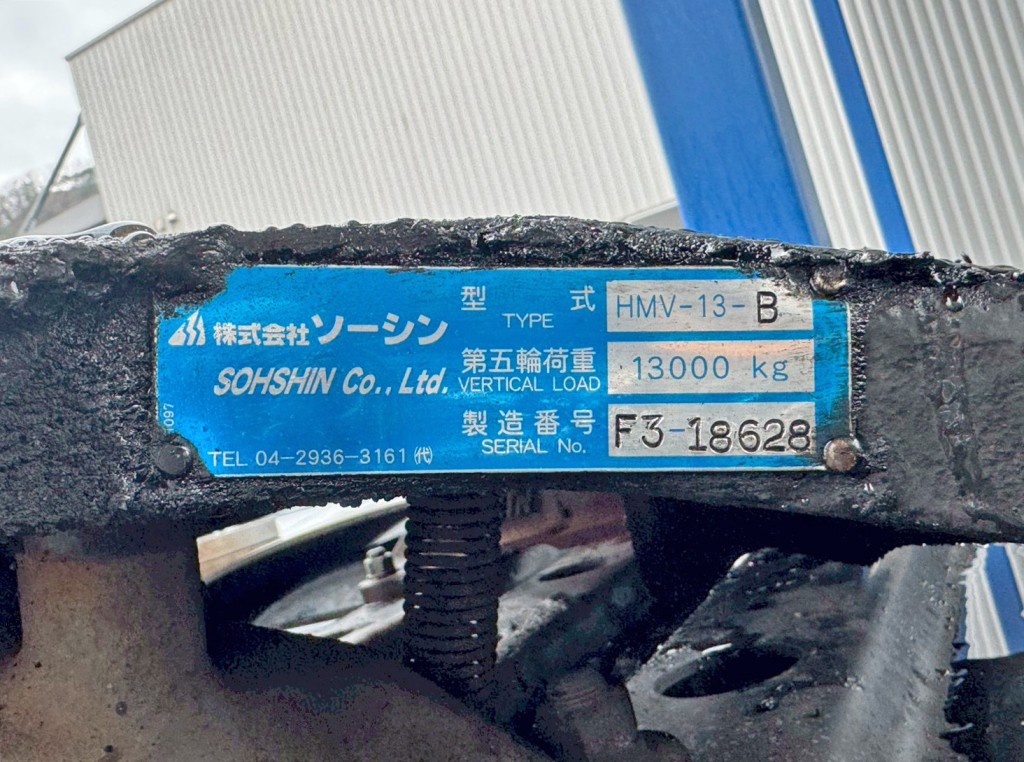 株式会社ソーシン
SOHSHIN Co., Ltd.
TEL 04-2936-3161 ㈹
型式 HMV-13-B
TYPE
第五輪荷重 13000 kg
VERTICAL LOAD
製造番号 F3-18628
SERIAL No.